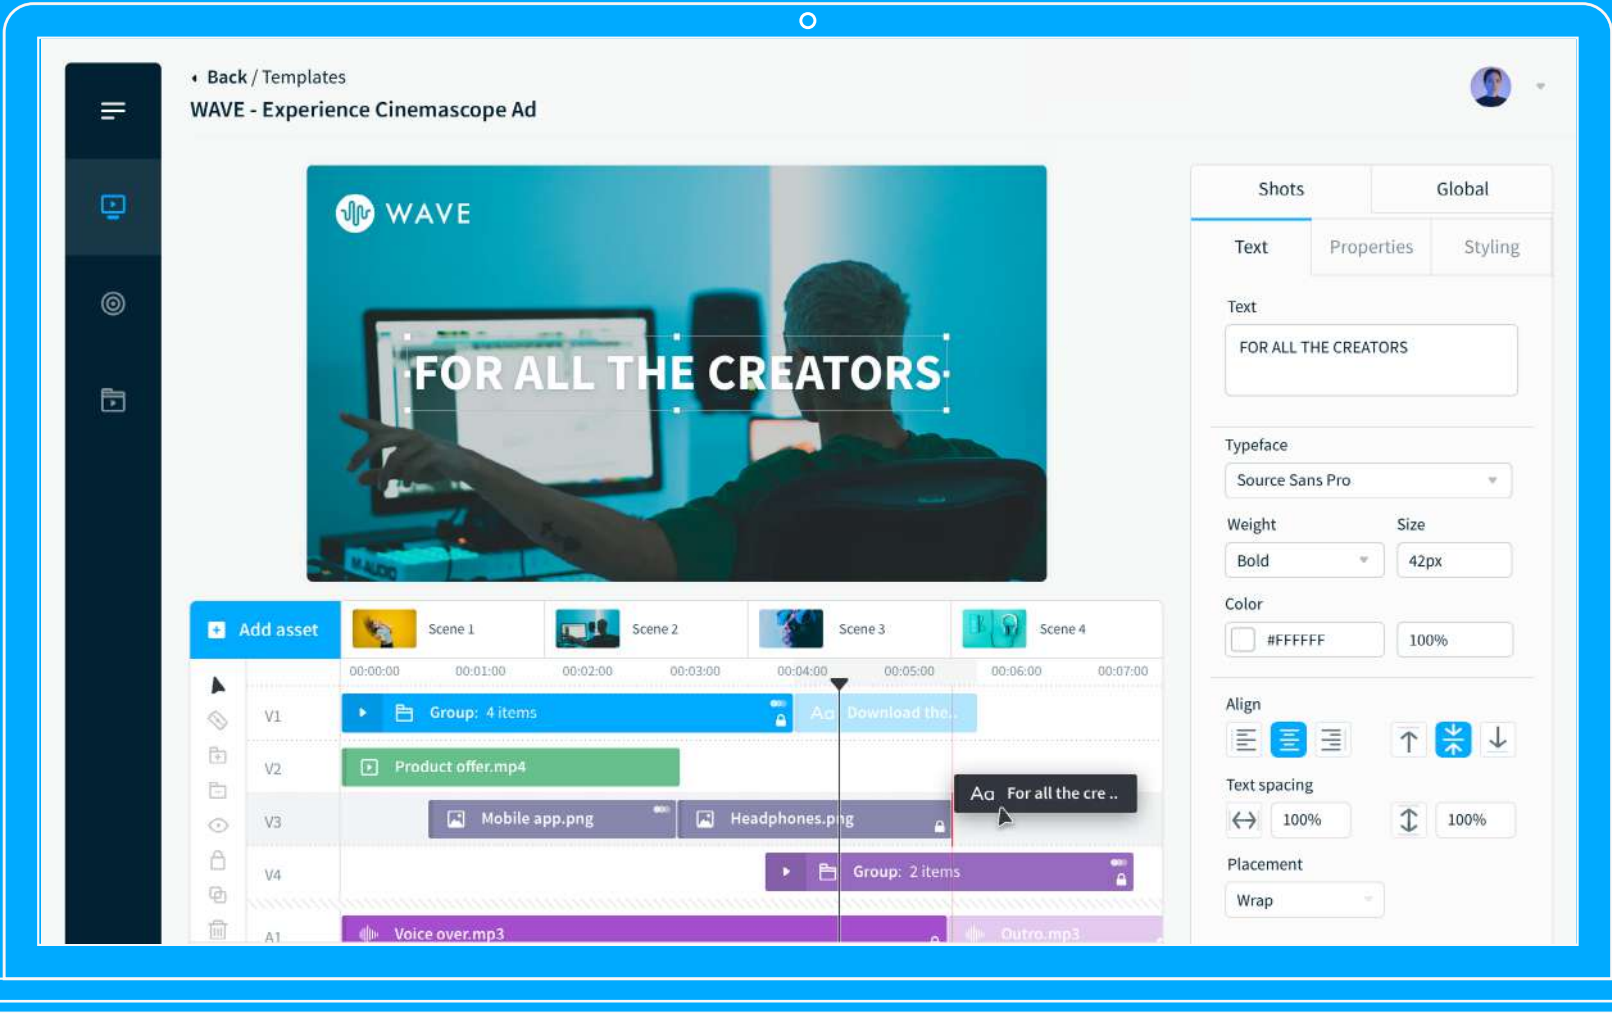 Back / Templates
WAVE - Experience Cinemascope Ad
WAVE
FOR ALL THE CREATORS
M-AUDIO
Shots
Global
Text
Properties
Styling
Text
FOR ALL THE CREATORS
Typeface
Source Sans Pro
Weight
Size
Bold
42px
Color
#FFFFFF
100%
Align
Text spacing
100%
100%
Placement
Wrap
Add asset
Scene 1
Scene 2
Scene 3
Scene 4
00:00:00 00:01:00 00:02:00 00:03:00 00:04:00 00:05:00 00:06:00 00:07:00
V1
Group: 4 items
Aa Download the..
V2
Product offer.mp4
V3
Mobile app.png
Headphones.png
Aa For all the cre ..
V4
Group: 2 items
A1
Voice over.mp3
Outro.mp3